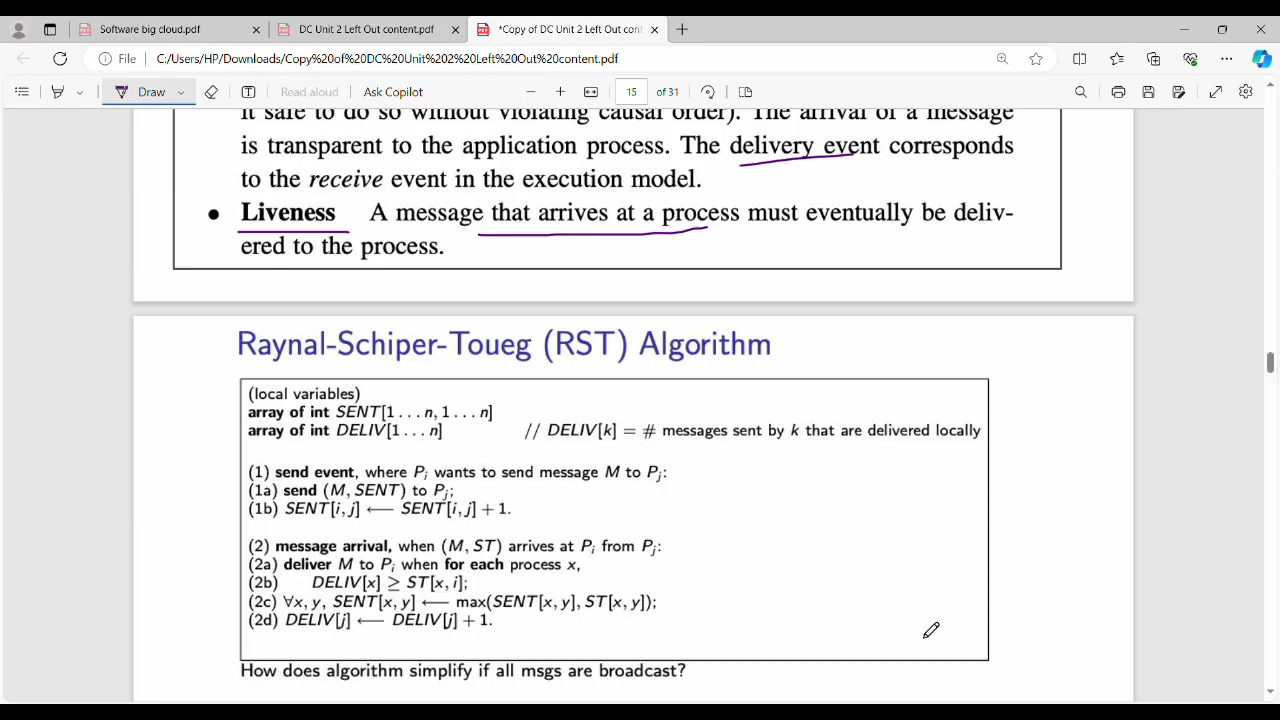 Software big cloud.pdf
DC Unit 2 Left Out content.pdf
*Copy of DC Unit 2 Left Out cont
File
C:/Users/HP/Downloads/Copy%20of%20DC%20Unit%202%20Left%20Out%20content.pdf
Draw
Read aloud
Ask Copilot
15
of 31
it safe to do so without violating causal order). The arrival of a message
is transparent to the application process. The delivery event corresponds
to the receive event in the execution model.
● Liveness A message that arrives at a process must eventually be deliv-
ered to the process.
Raynal-Schiper-Toueg (RST) Algorithm
(local variables)
array of int SENT[1 . . . n, 1 . . . n]
array of int DELIV[1 . . . n] // DELIV[k] = # messages sent by k that are delivered locally
(1) send event, where Pi wants to send message M to Pj:
(1a) send (M, SENT) to Pj;
(1b) SENT[i, j] ⟵ SENT[i, j] + 1.
(2) message arrival, when (M, ST) arrives at Pi from Pj:
(2a) deliver M to Pi when for each process x,
(2b) DELIV[x] ≥ ST[x, i];
(2c) ∀x, y, SENT[x, y] ⟵ max(SENT[x, y], ST[x, y]);
(2d) DELIV[j] ⟵ DELIV[j] + 1.
How does algorithm simplify if all msgs are broadcast?